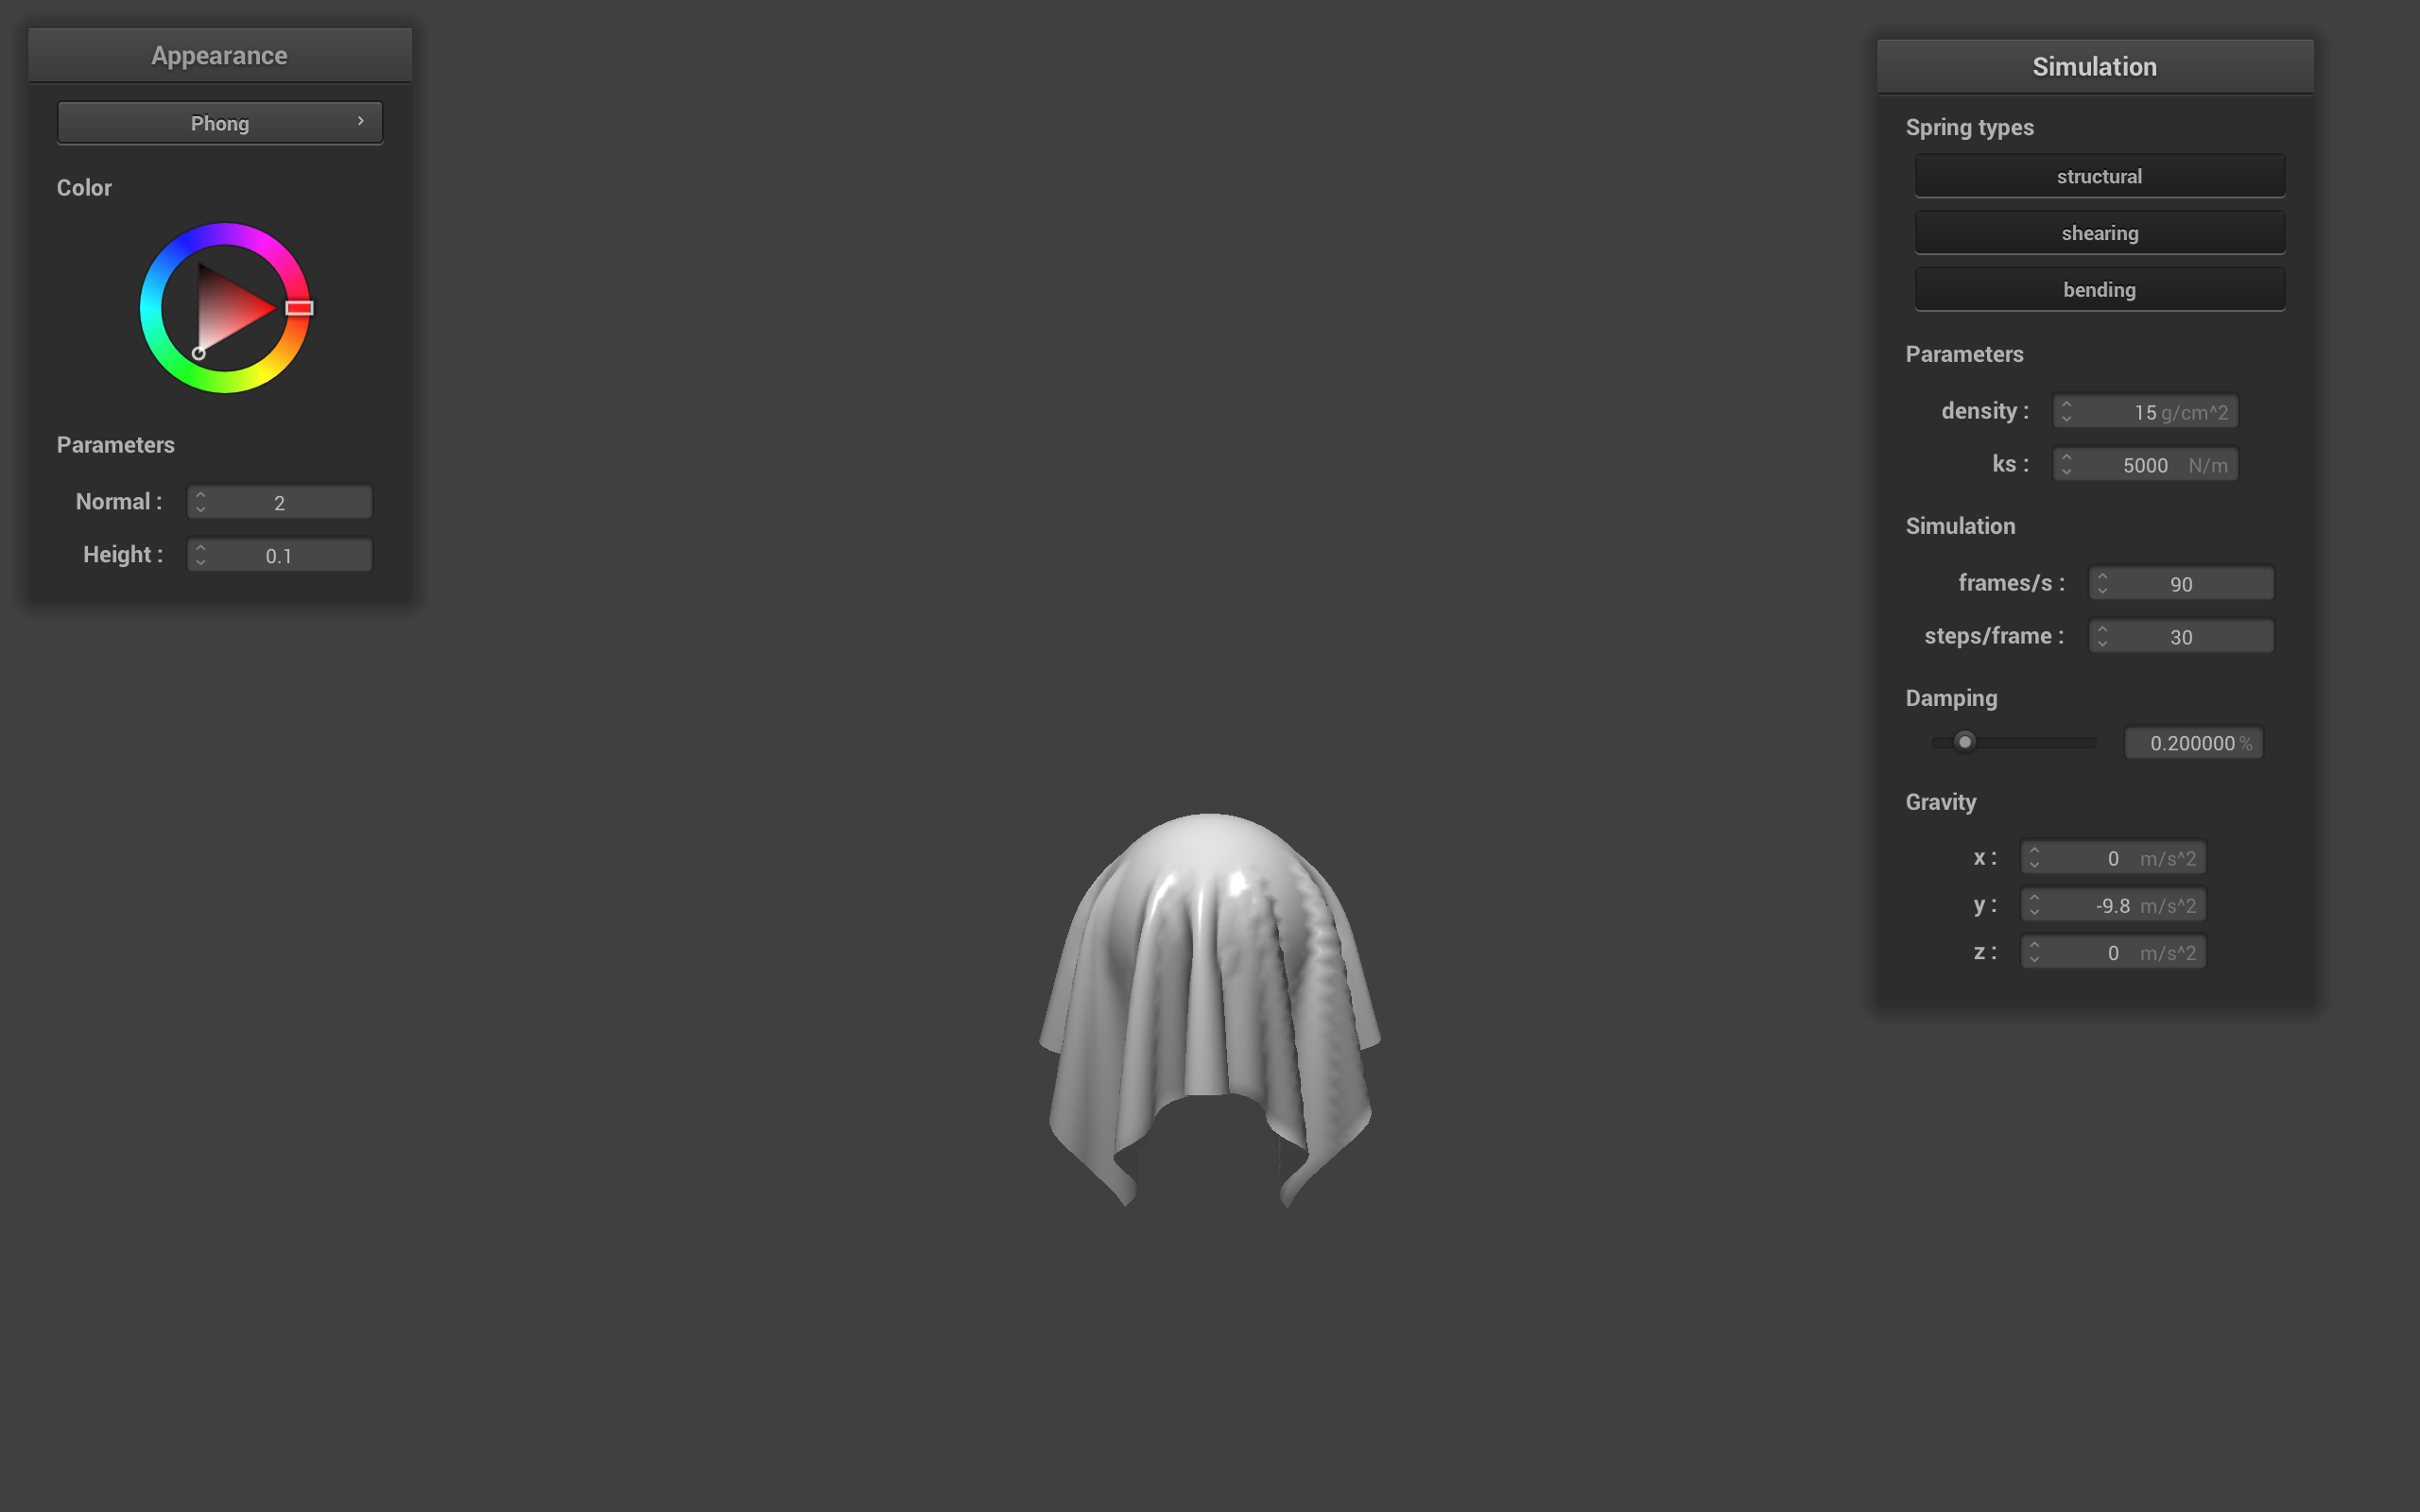 Appearance
Phong
Color
Parameters
Normal : 2
Height : 0.1
Simulation
Spring types
structural
shearing
bending
Parameters
density : 15 g/cm^2
ks : 5000 N/m
Simulation
frames/s : 90
steps/frame : 30
Damping
0.200000 %
Gravity
x : 0 m/s^2
y : -9.8 m/s^2
z : 0 m/s^2